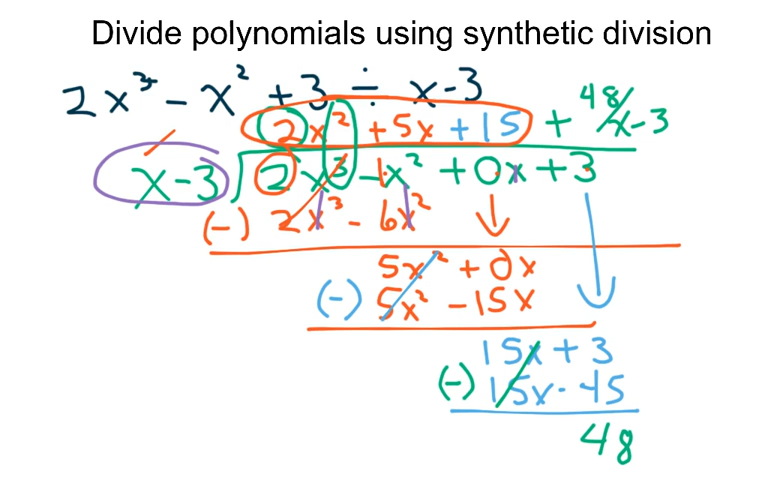 Divide polynomials using synthetic division
2x³ - x² + 3 ÷ x-3
2x² + 5x + 15 + 48/x-3
x-3 2x3 -1x² + 0x + 3
(-) 2x³ - 6x²
5x² + 0x
(-) 5x² - 15x
15x + 3
(-) 15x - 45
48